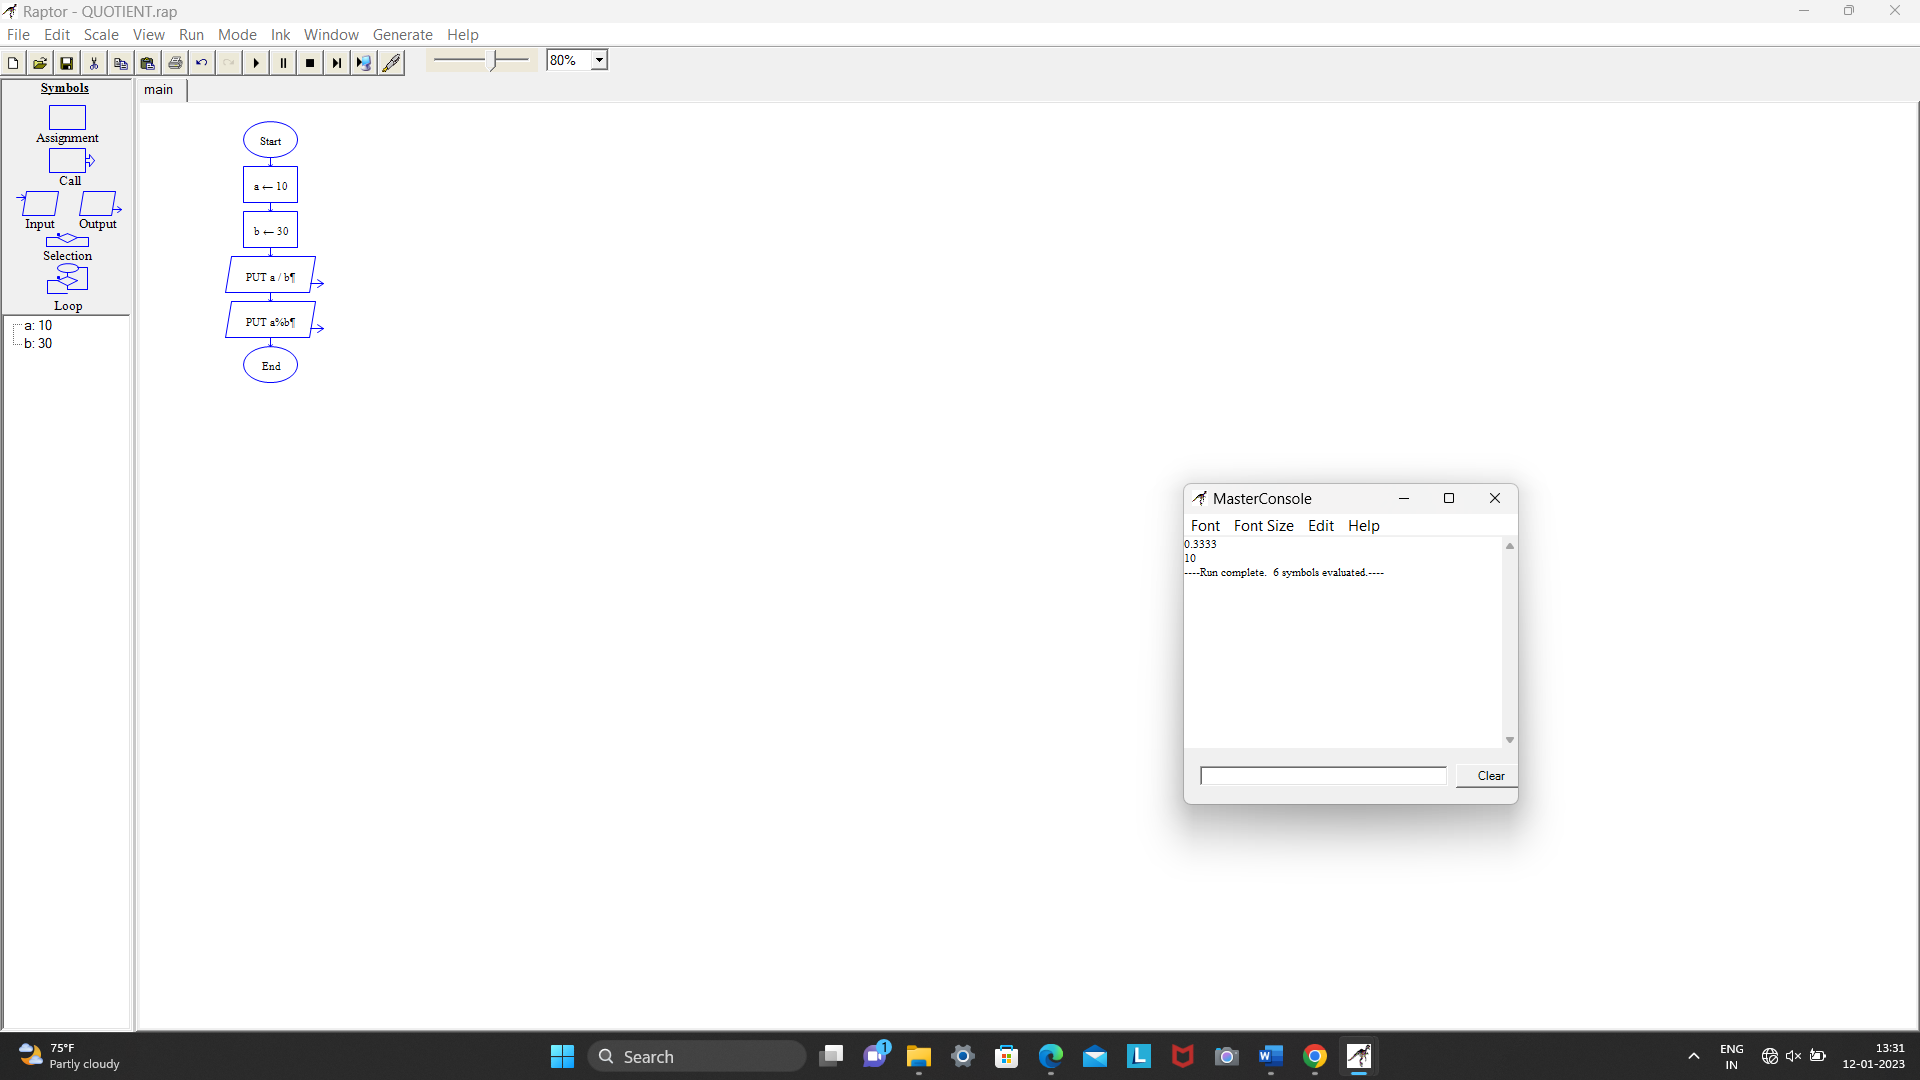 Raptor - QUOTIENT.rap
File Edit Scale View Run Mode Ink Window Generate Help
80%
Symbols
main
Assignment
Call
Input Output
Selection
Loop
a: 10
b: 30
Start
a ← 10
b ← 30
PUT a / b¶
PUT a%b¶
End
MasterConsole
Font Font Size Edit Help
0.3333
10
----Run complete. 6 symbols evaluated.----
Clear
75°F
Partly cloudy
Search
1
L
ENG
IN
13:31
12-01-2023